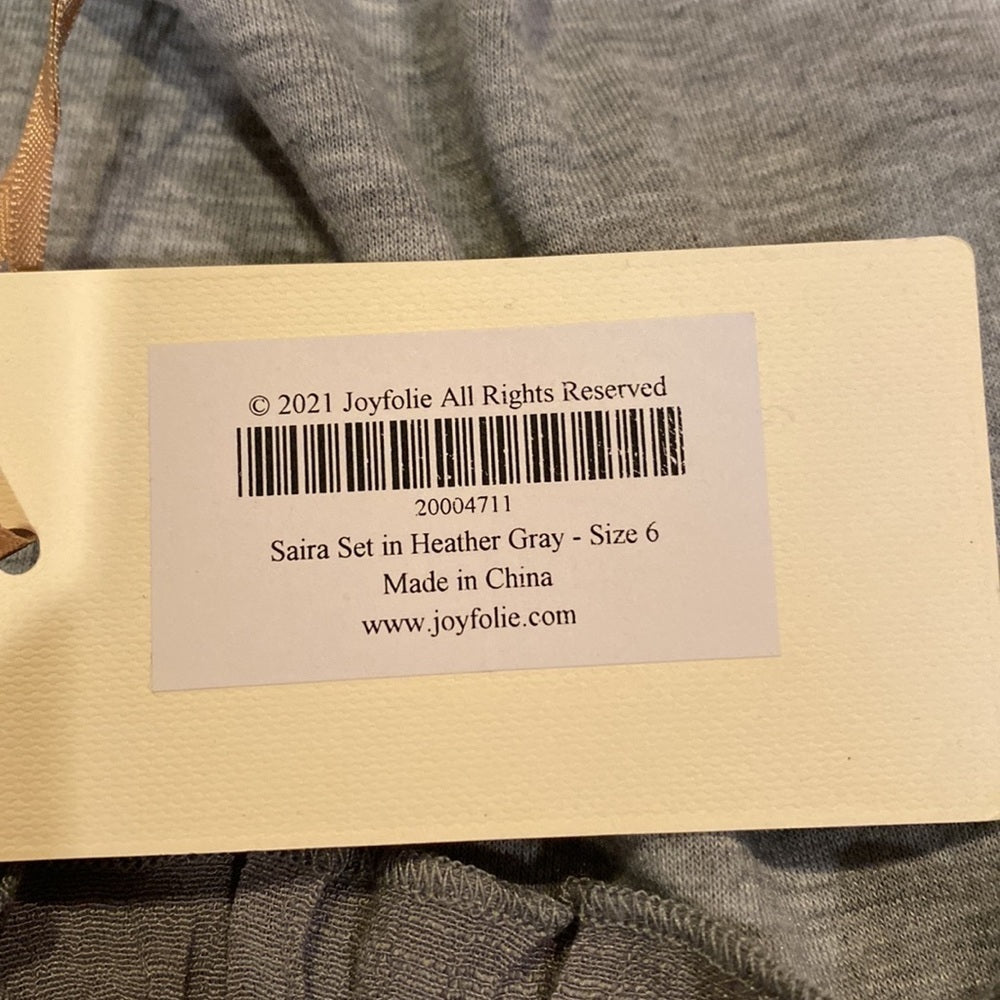 © 2021 Joyfolie All Rights Reserved
20004711
Saira Set in Heather Gray - Size 6
Made in China
www.joyfolie.com